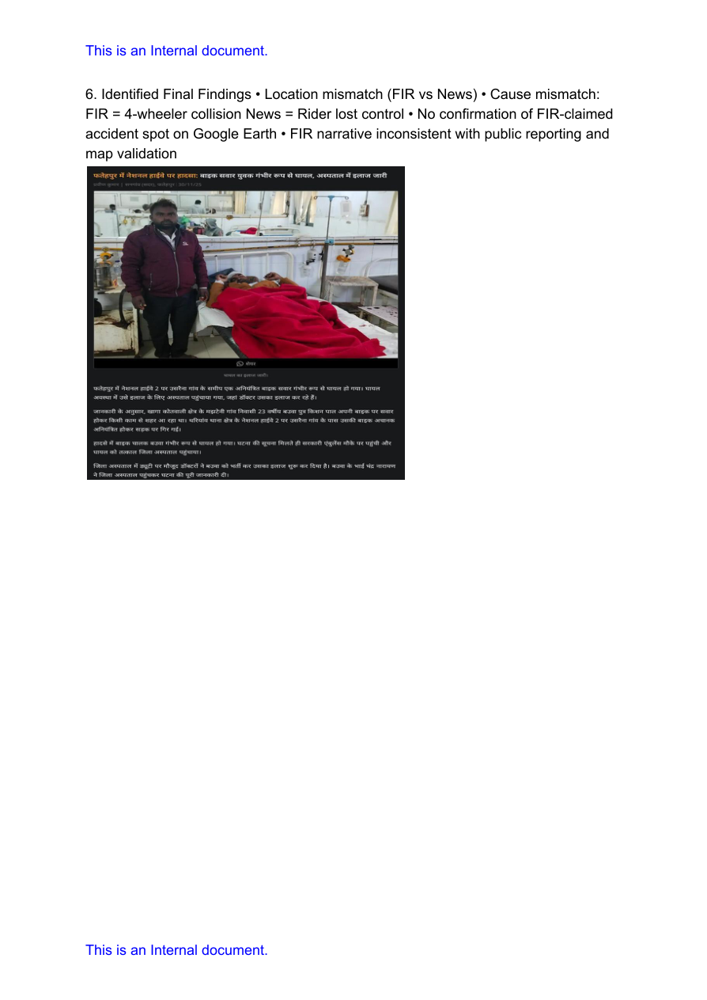 This is an Internal document.
6. Identified Final Findings • Location mismatch (FIR vs News) • Cause mismatch:
FIR = 4-wheeler collision News = Rider lost control • No confirmation of FIR-claimed
accident spot on Google Earth • FIR narrative inconsistent with public reporting and
map validation
फतेहपुर में नेशनल हाईवे पर हादसा: बाइक सवार युवक गंभीर रूप से घायल, अस्पताल में इलाज जारी
प्रवीण कुमार | सनगांव (सदर), फतेहपुर · 30/11/25
शेयर
घायल का इलाज जारी।
फतेहपुर में नेशनल हाईवे 2 पर उसरैना गांव के समीप एक अनियंत्रित बाइक सवार गंभीर रूप से घायल हो गया। घायल
अवस्था में उसे इलाज के लिए अस्पताल पहुंचाया गया, जहां डॉक्टर उसका इलाज कर रहे हैं।
जानकारी के अनुसार, खागा कोतवाली क्षेत्र के मझटेनी गांव निवासी 23 वर्षीय बउवा पुत्र किशन पाल अपनी बाइक पर सवार
होकर किसी काम से शहर आ रहा था। थरियांव थाना क्षेत्र के नेशनल हाईवे 2 पर उसरैना गांव के पास उसकी बाइक अचानक
अनियंत्रित होकर सड़क पर गिर गई।
हादसे में बाइक चालक बउवा गंभीर रूप से घायल हो गया। घटना की सूचना मिलते ही सरकारी एंबुलेंस मौके पर पहुंची और
घायल को तत्काल जिला अस्पताल पहुंचाया।
जिला अस्पताल में ड्यूटी पर मौजूद डॉक्टरों ने बउवा को भर्ती कर उसका इलाज शुरू कर दिया है। बउवा के भाई चंद्र नारायण
ने जिला अस्पताल पहुंचकर घटना की पूरी जानकारी दी।
This is an Internal document.